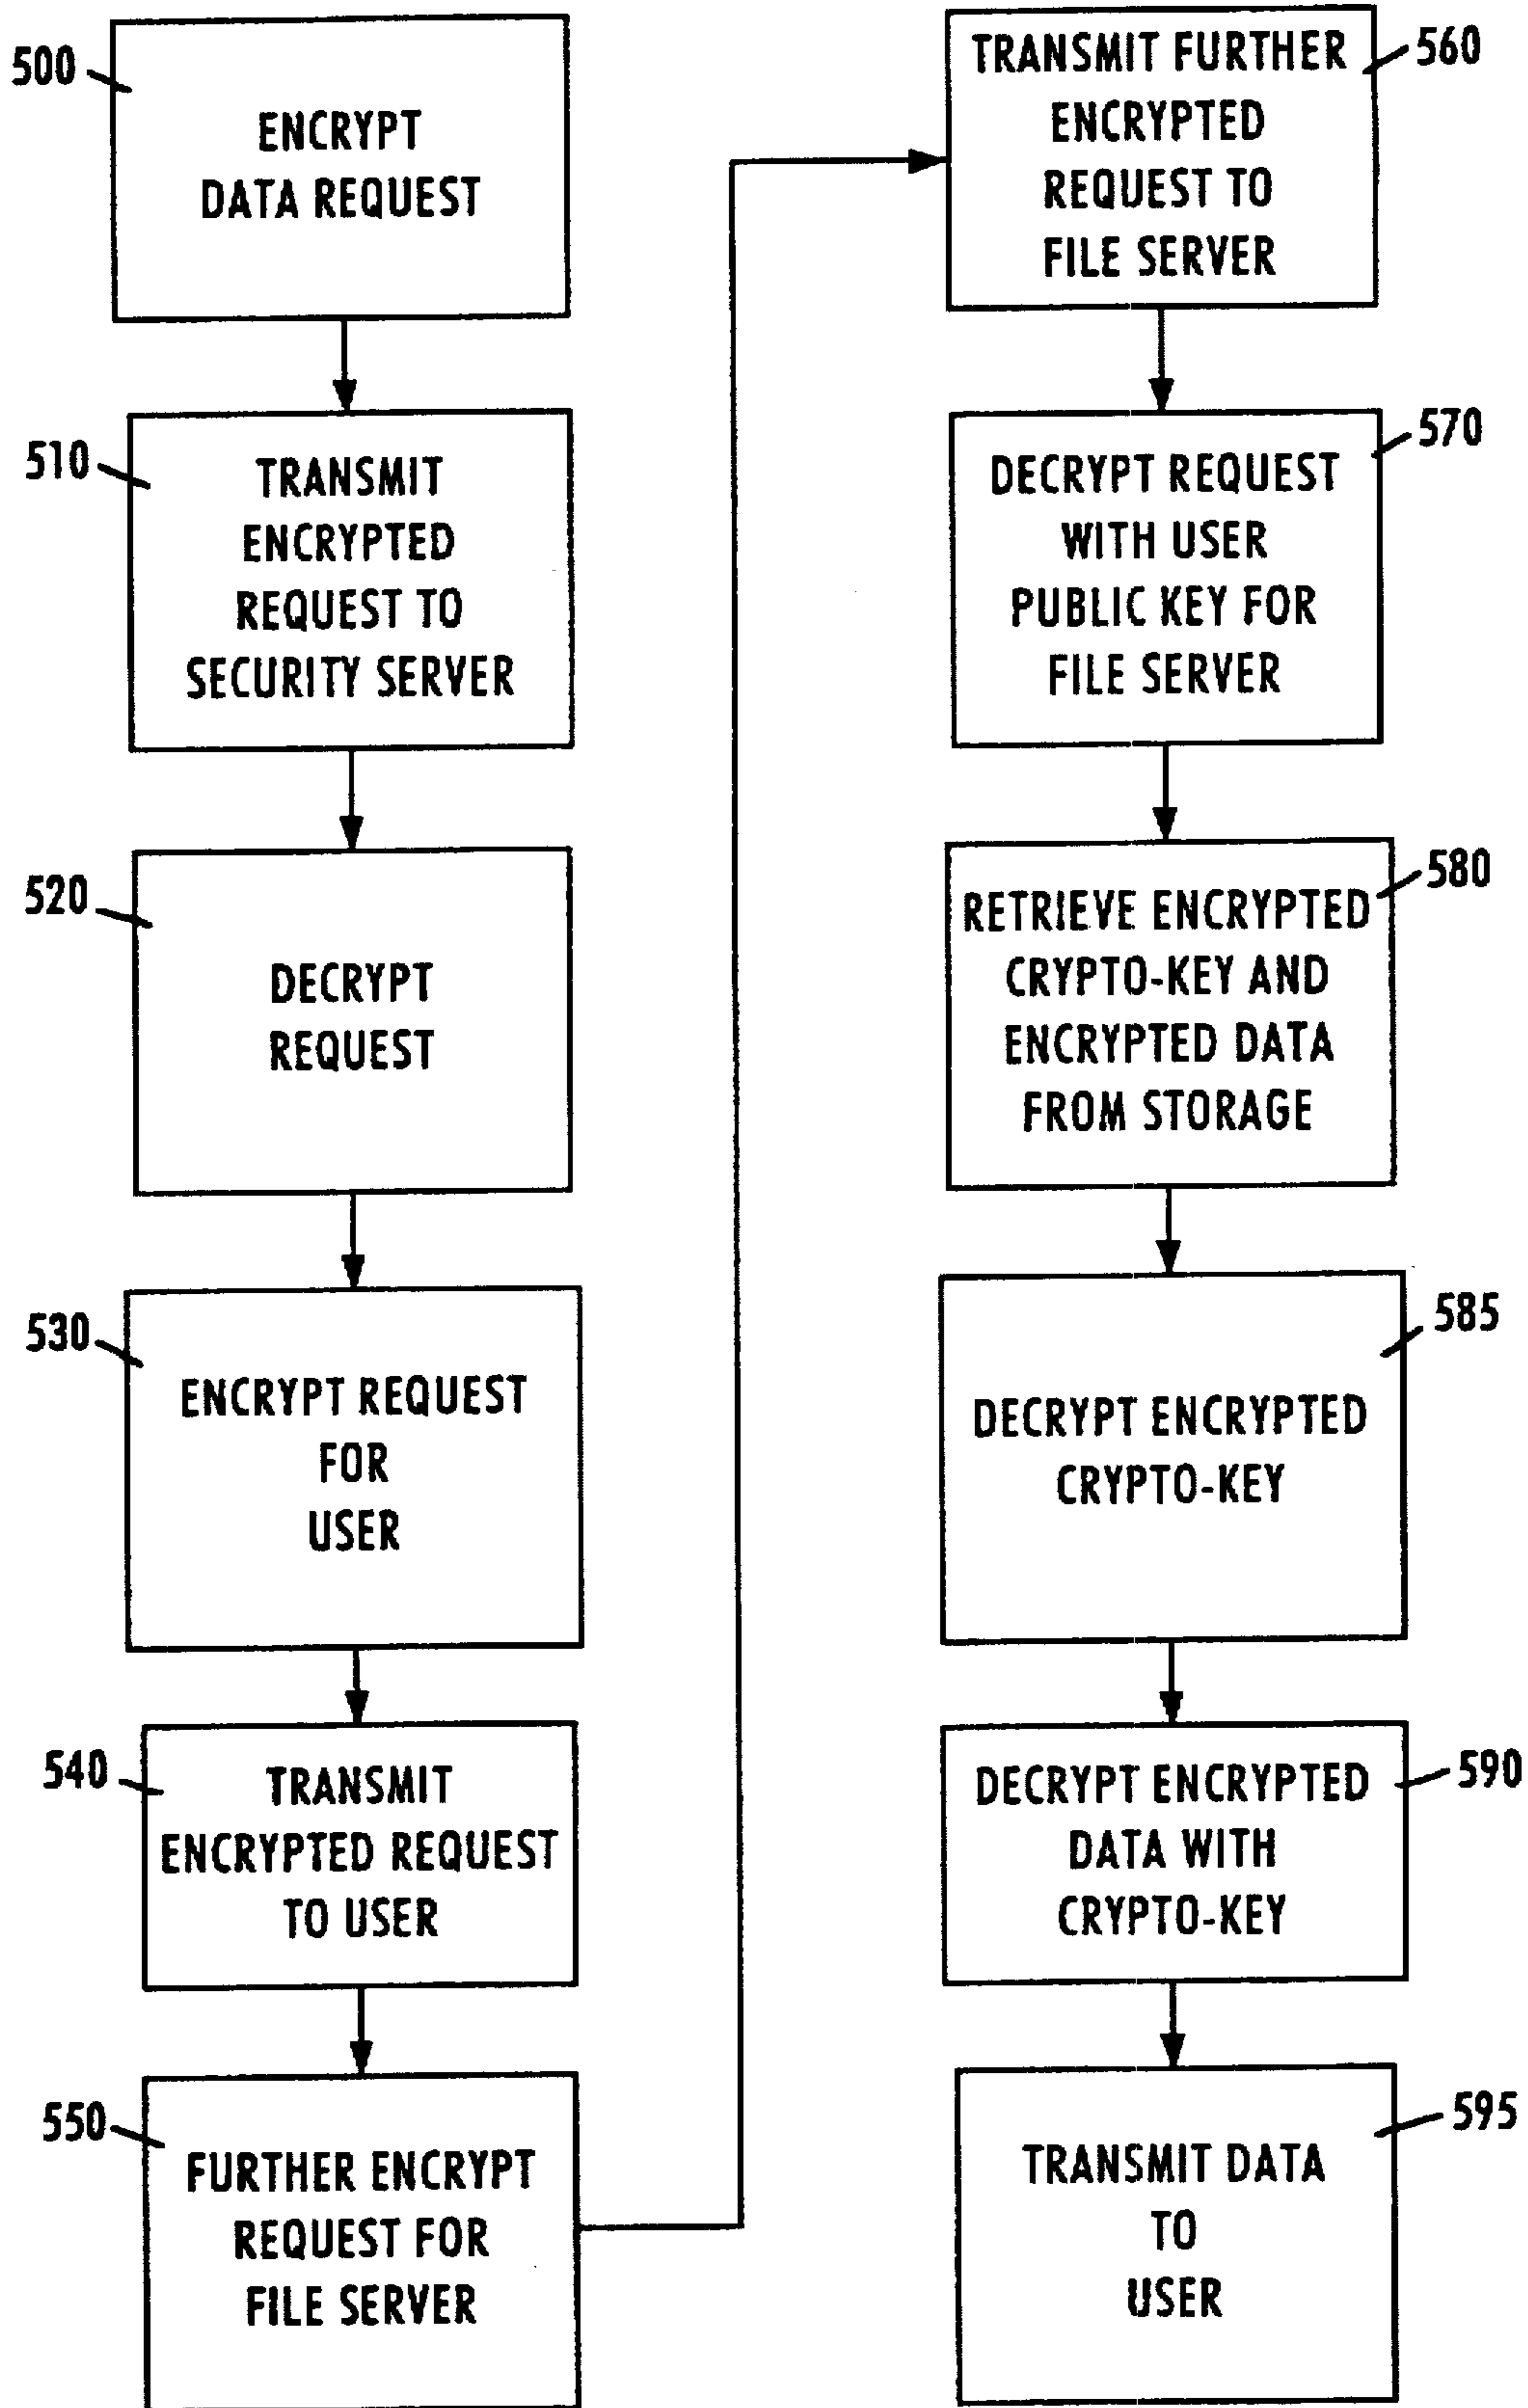 500
ENCRYPT
DATA REQUEST
510
TRANSMIT
ENCRYPTED
REQUEST TO
SECURITY SERVER
520
DECRYPT
REQUEST
530
ENCRYPT REQUEST
FOR
USER
540
TRANSMIT
ENCRYPTED REQUEST
TO USER
550
FURTHER ENCRYPT
REQUEST FOR
FILE SERVER
560
TRANSMIT FURTHER
ENCRYPTED
REQUEST TO
FILE SERVER
570
DECRYPT REQUEST
WITH USER
PUBLIC KEY FOR
FILE SERVER
580
RETRIEVE ENCRYPTED
CRYPTO-KEY AND
ENCRYPTED DATA
FROM STORAGE
585
DECRYPT ENCRYPTED
CRYPTO-KEY
590
DECRYPT ENCRYPTED
DATA WITH
CRYPTO-KEY
595
TRANSMIT DATA
TO
USER